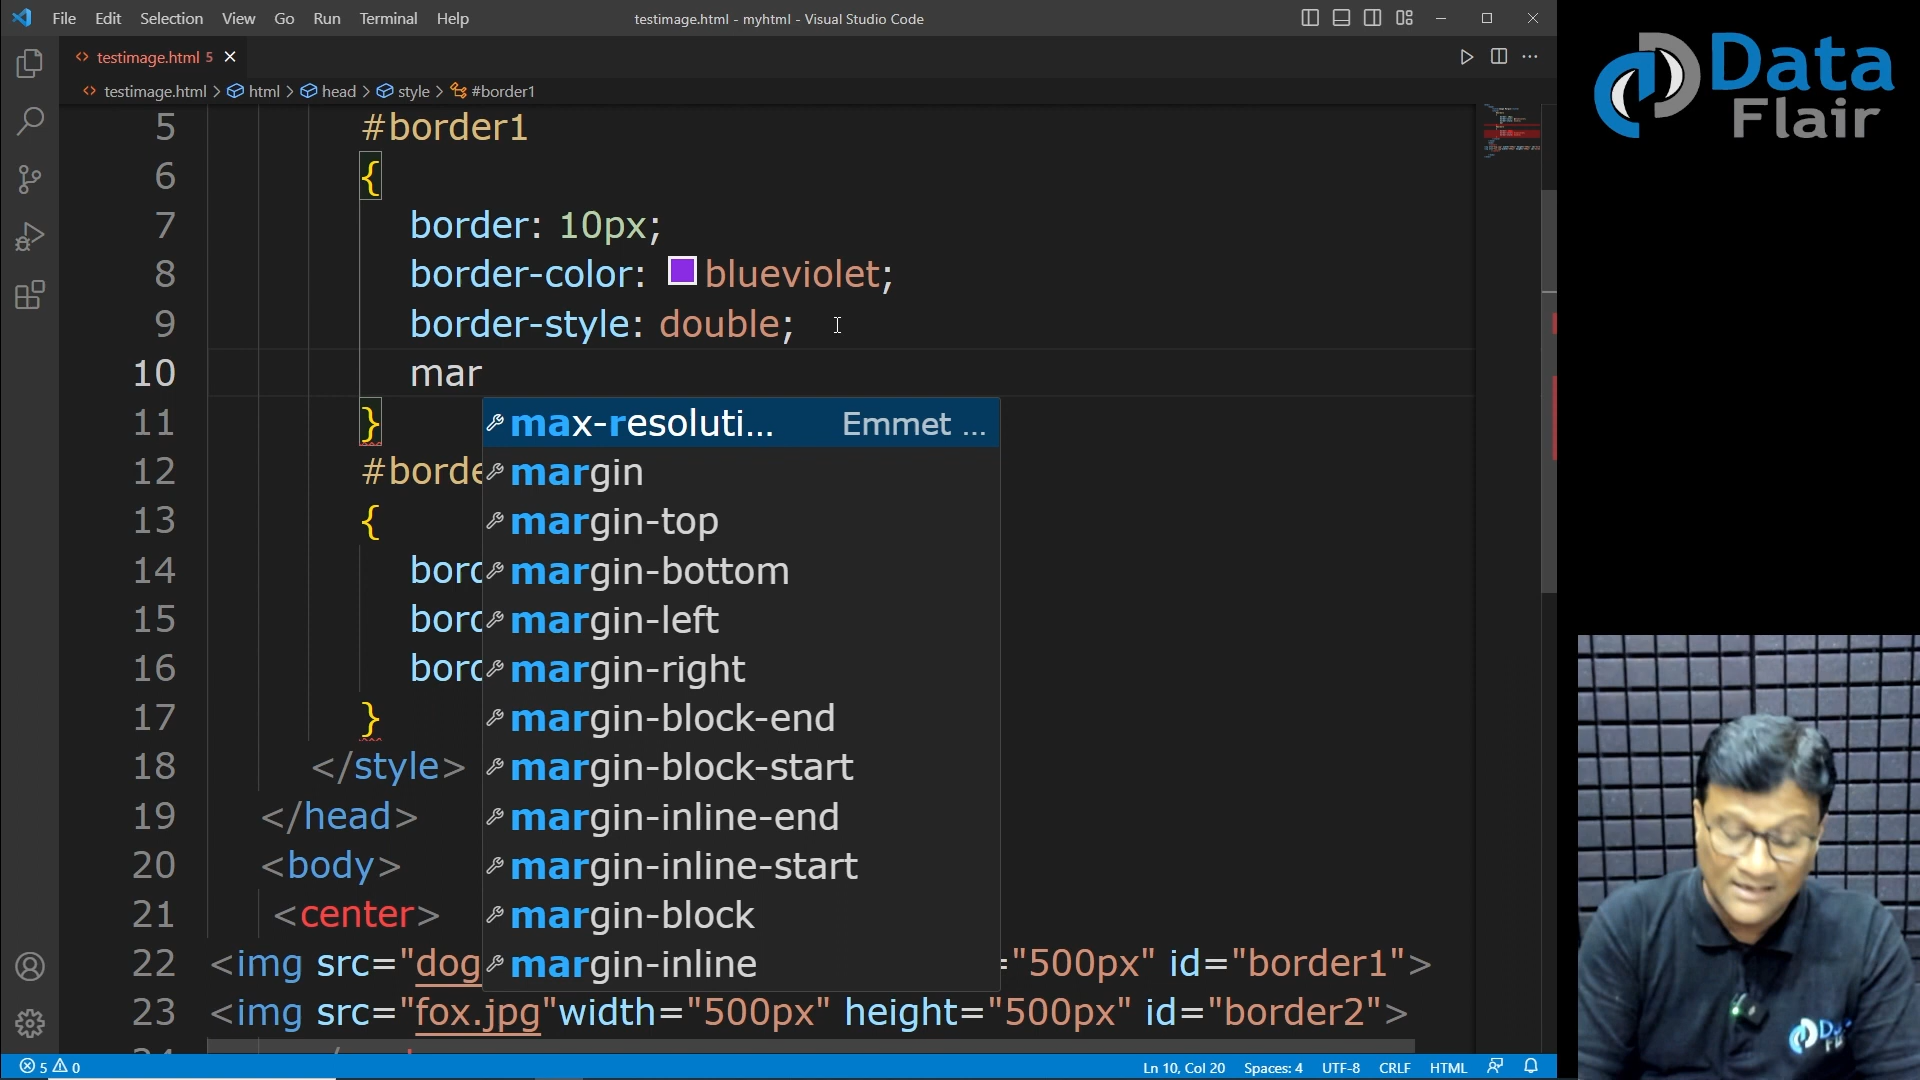 File Edit Selection View Go Run Terminal Help
testimage.html - myhtml - Visual Studio Code
testimage.html 5
testimage.html > html > head > style > #border1
5 #border1
6 {
7 border: 10px;
8 border-color: blueviolet;
9 border-style: double;
10 mar
11 }
max-resoluti... Emmet ...
12 #borde
margin
13 {
margin-top
14 bord
margin-bottom
15 bord
margin-left
16 bord
margin-right
17 }
margin-block-end
18 </style>
margin-block-start
19 </head>
margin-inline-end
20 <body>
margin-inline-start
21 <center>
margin-block
22 <img src="dog ="500px" id="border1">
margin-inline
23 <img src="fox.jpg"width="500px" height="500px" id="border2">
5 0
Ln 10, Col 20 Spaces: 4 UTF-8 CRLF HTML
Data
Flair